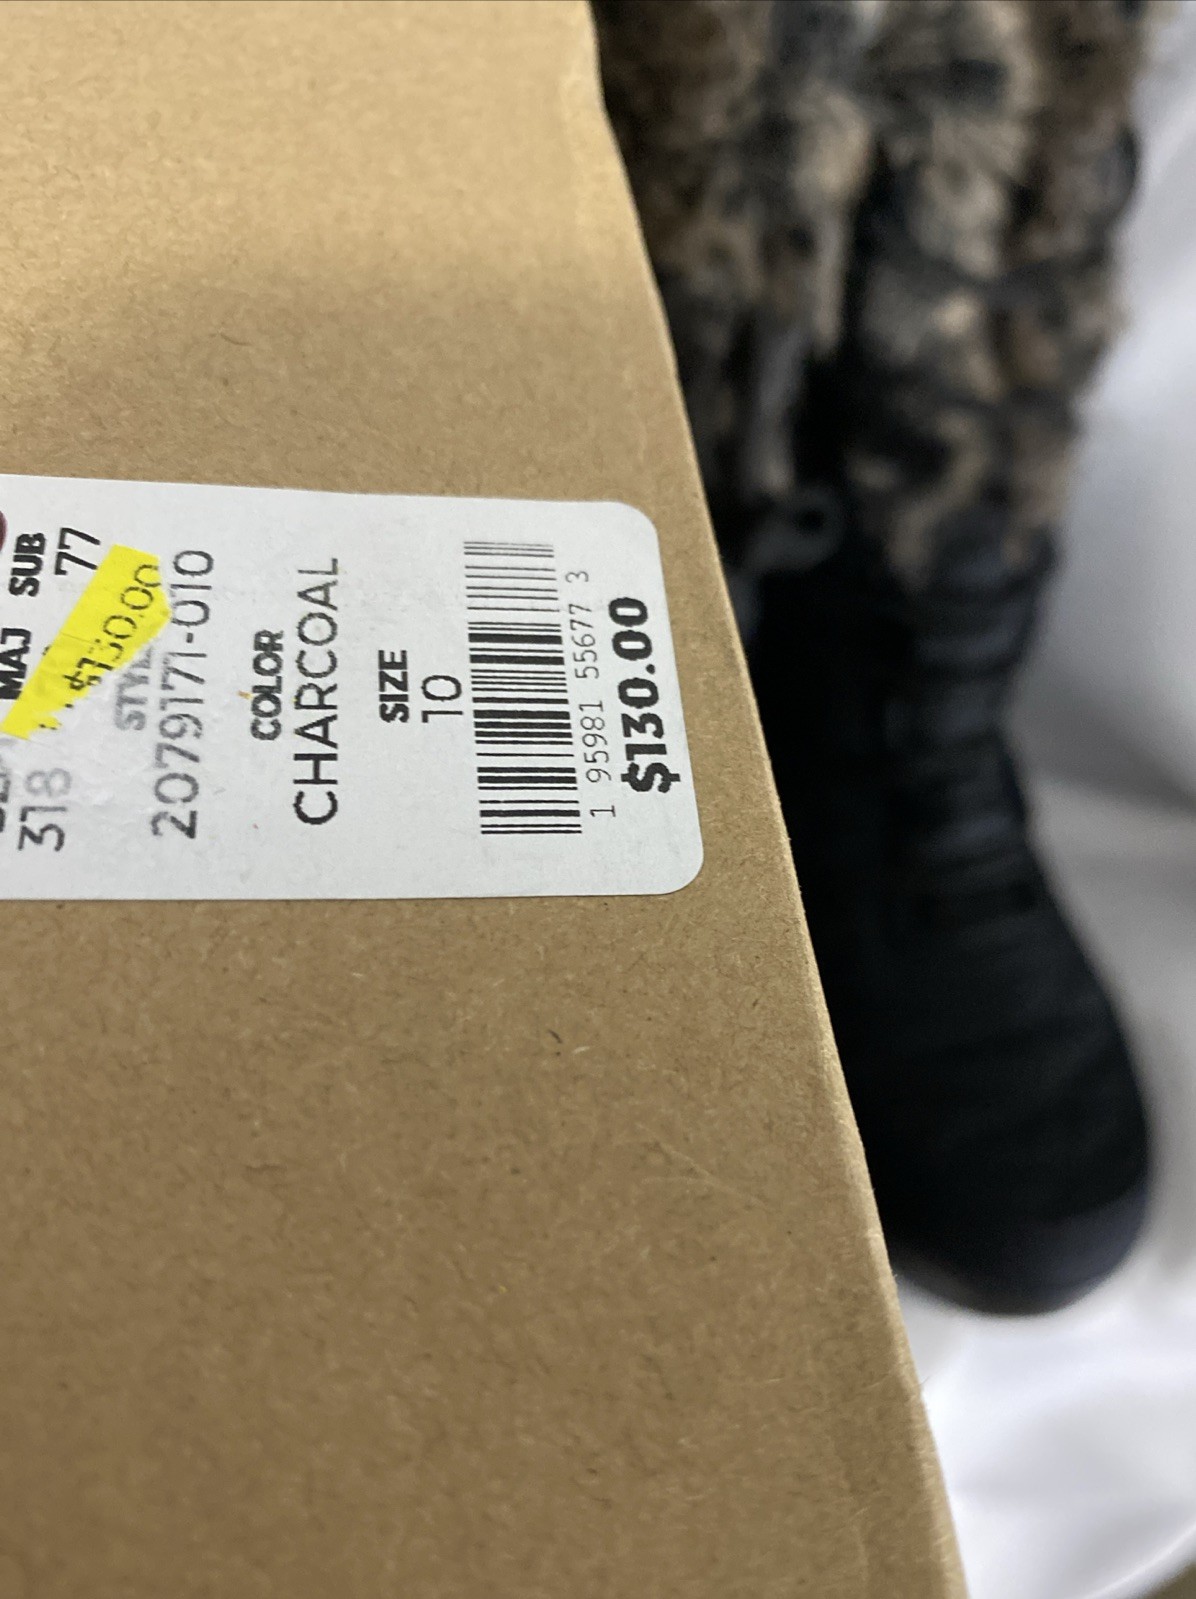 MAJ SUB
318 77
$130.00
STYLE
2079171-010
COLOR
CHARCOAL
SIZE
10
1 95981 55677 3
$130.00